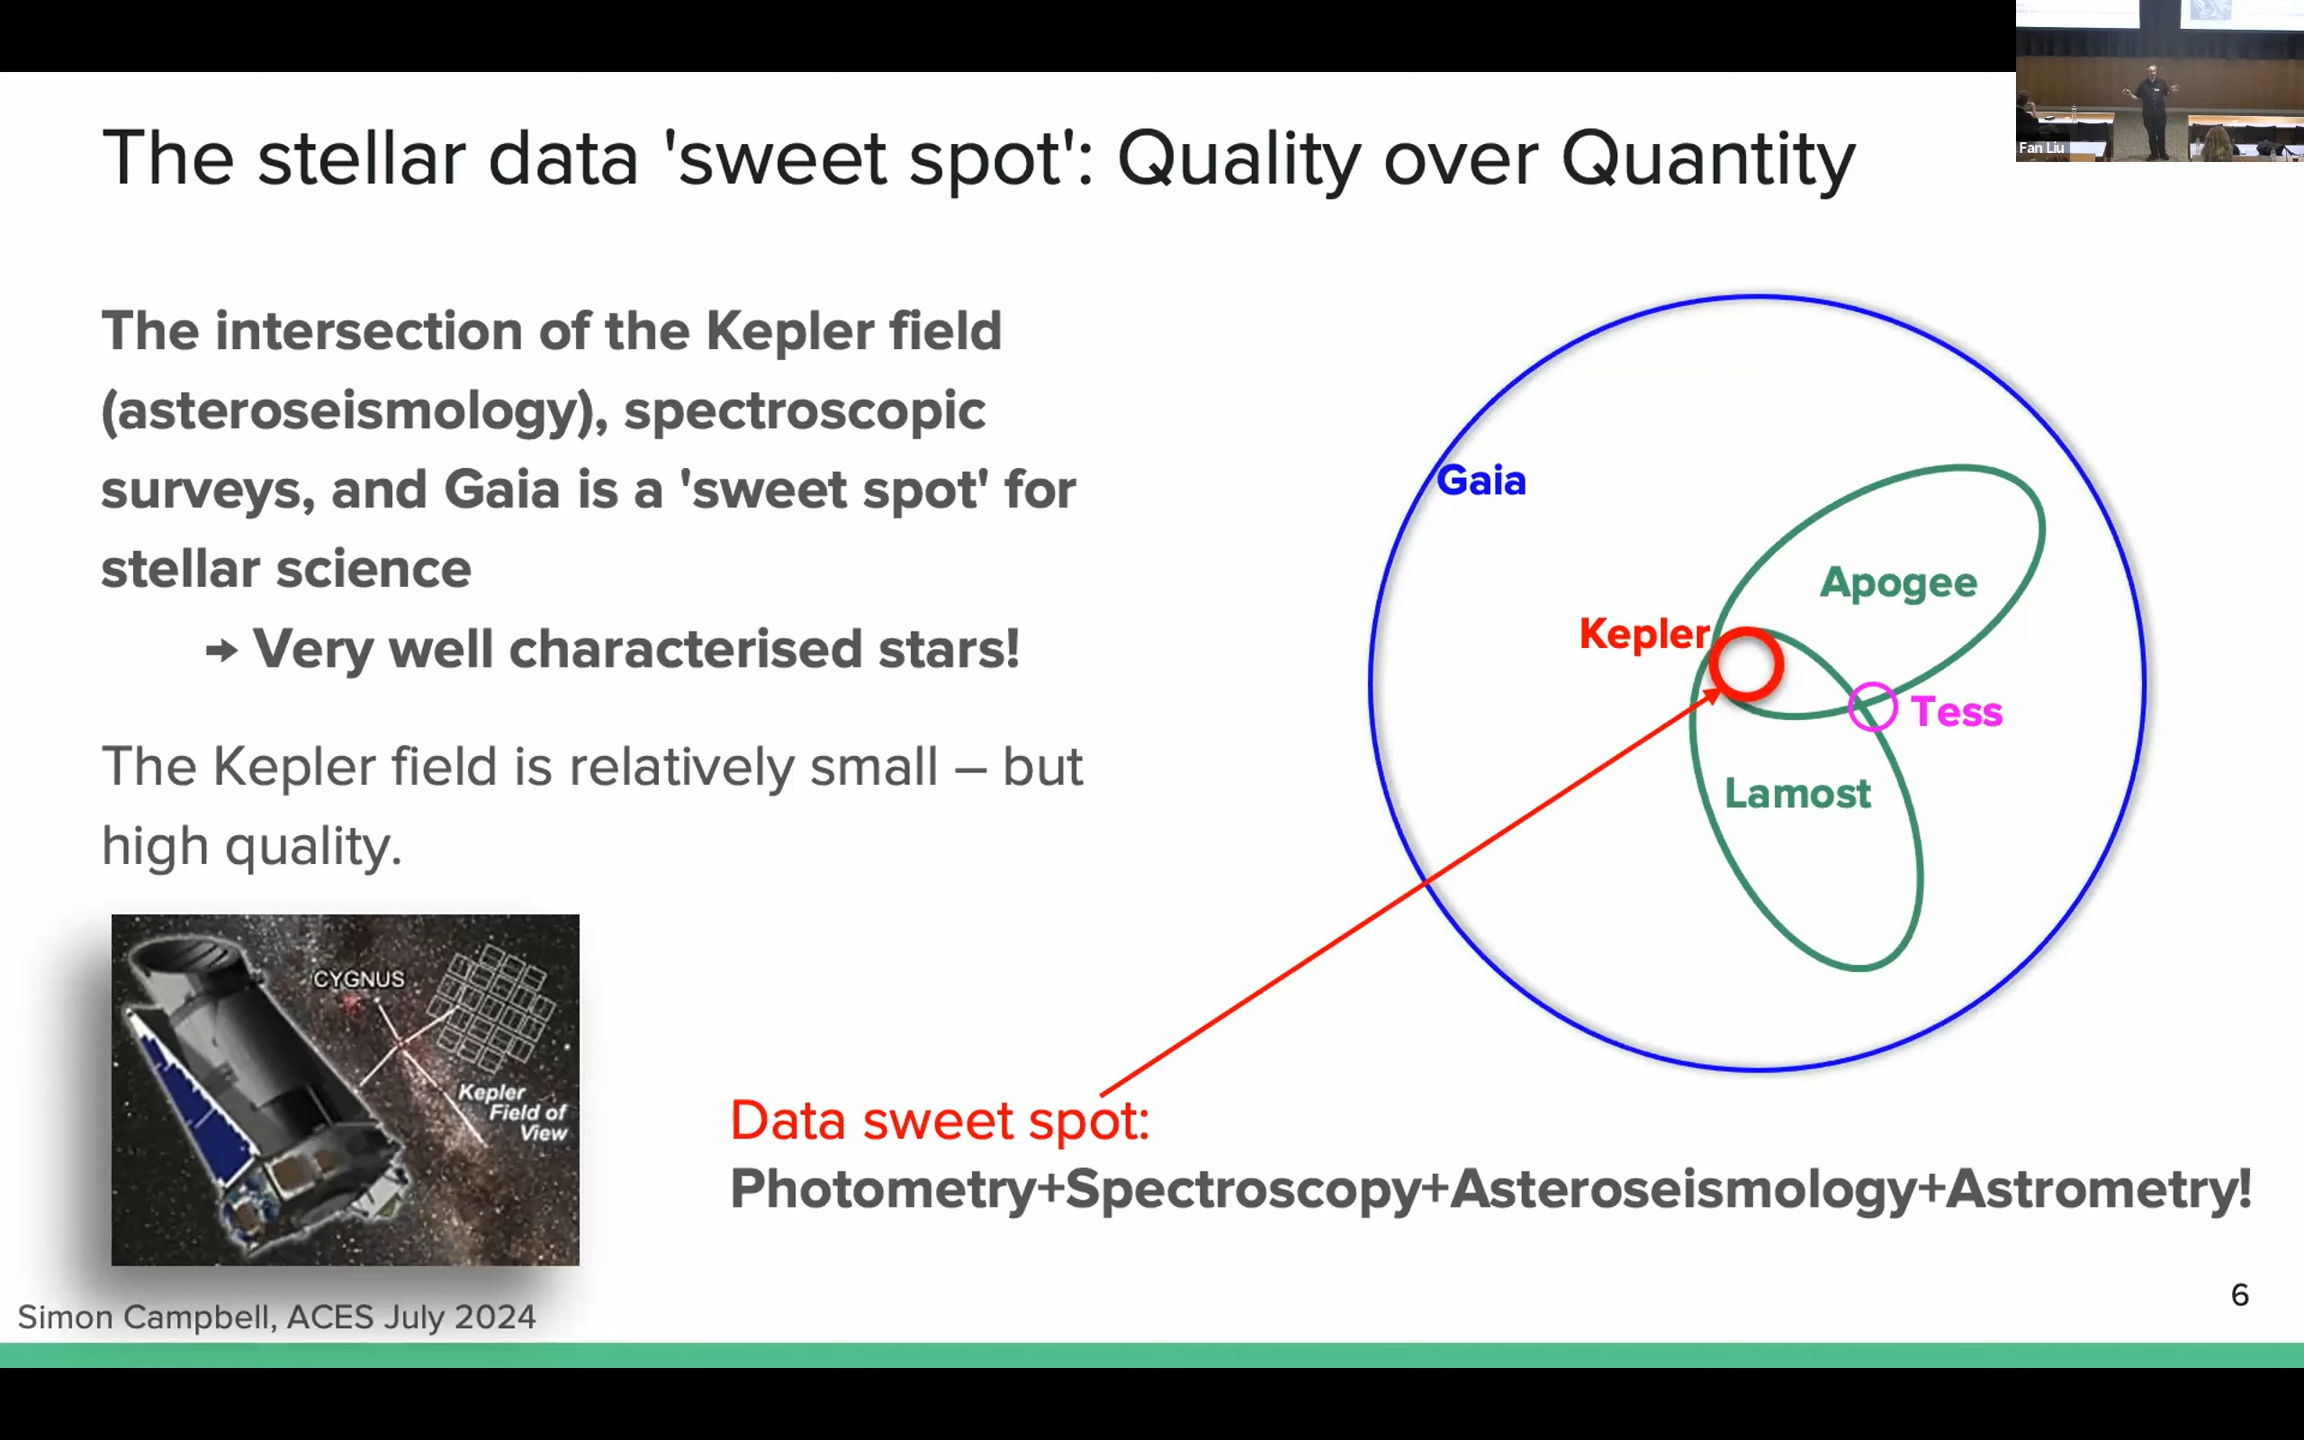 Fan Liu
The stellar data 'sweet spot': Quality over Quantity
The intersection of the Kepler field
(asteroseismology), spectroscopic
surveys, and Gaia is a 'sweet spot' for
stellar science
→ Very well characterised stars!
The Kepler field is relatively small – but
high quality.
Gaia
Apogee
Kepler
Tess
Lamost
CYGNUS
Kepler
Field of
View
Data sweet spot:
Photometry+Spectroscopy+Asteroseismology+Astrometry!
6
Simon Campbell, ACES July 2024